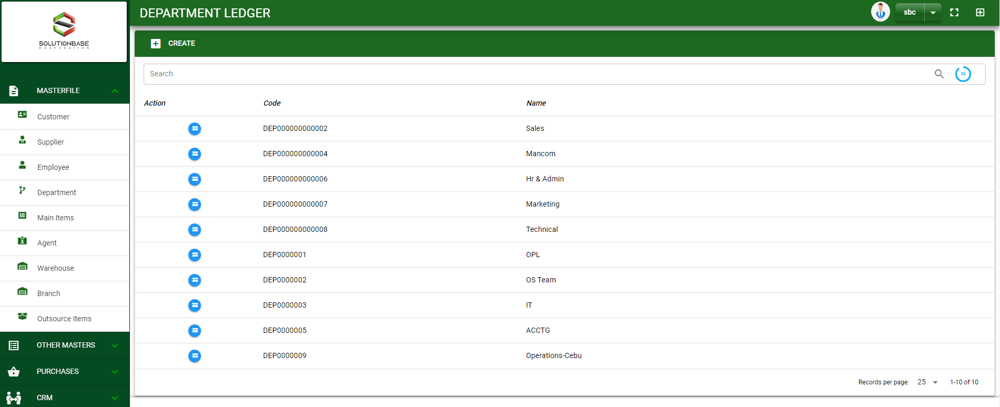 SOLUTIONBASE
CORPORATION
MASTERFILE
Customer
Supplier
Employee
Department
Main Items
Agent
Warehouse
Branch
Outsource Items
OTHER MASTERS
PURCHASES
CRM
DEPARTMENT LEDGER
sbc
CREATE
Search
59
Action Code Name
DEP000000000002 Sales
DEP000000000004 Mancom
DEP000000000006 Hr & Admin
DEP000000000007 Marketing
DEP000000000008 Technical
DEP0000001 OPL
DEP0000002 OS Team
DEP0000003 IT
DEP0000005 ACCTG
DEP0000009 Operations-Cebu
Records per page: 25 1-10 of 10